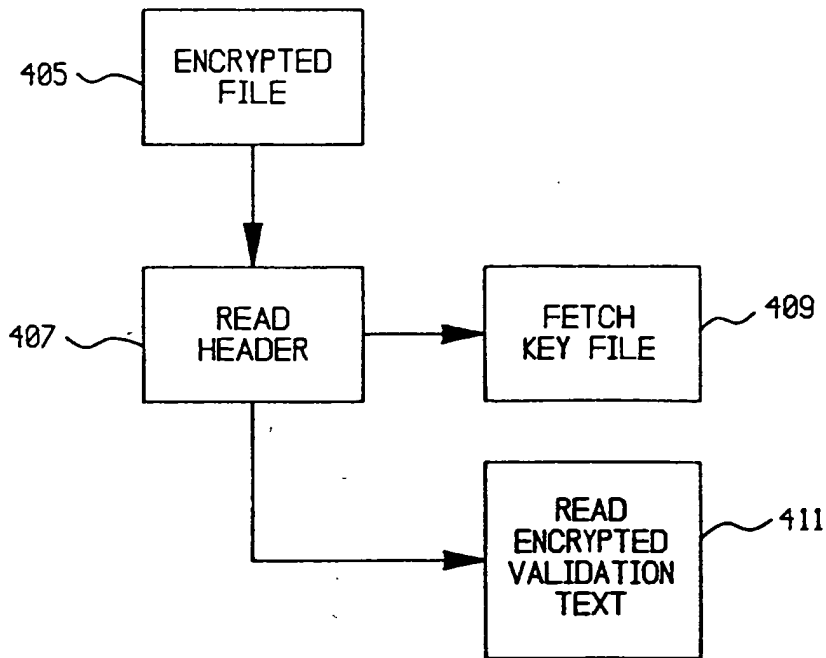 405
ENCRYPTED
FILE
407
READ
HEADER
FETCH
KEY FILE
409
READ
ENCRYPTED
VALIDATION
TEXT
411